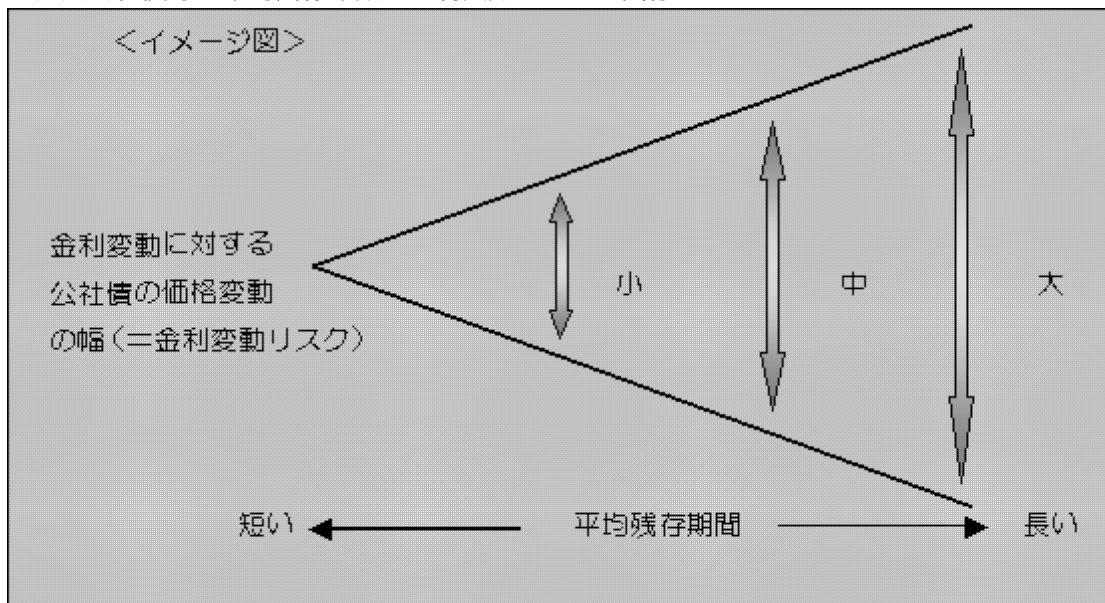 ＜イメージ図＞
金利変動に対する
公社債の価格変動
の幅（＝金利変動リスク）
小
中
大
短い
平均残存期間
長い